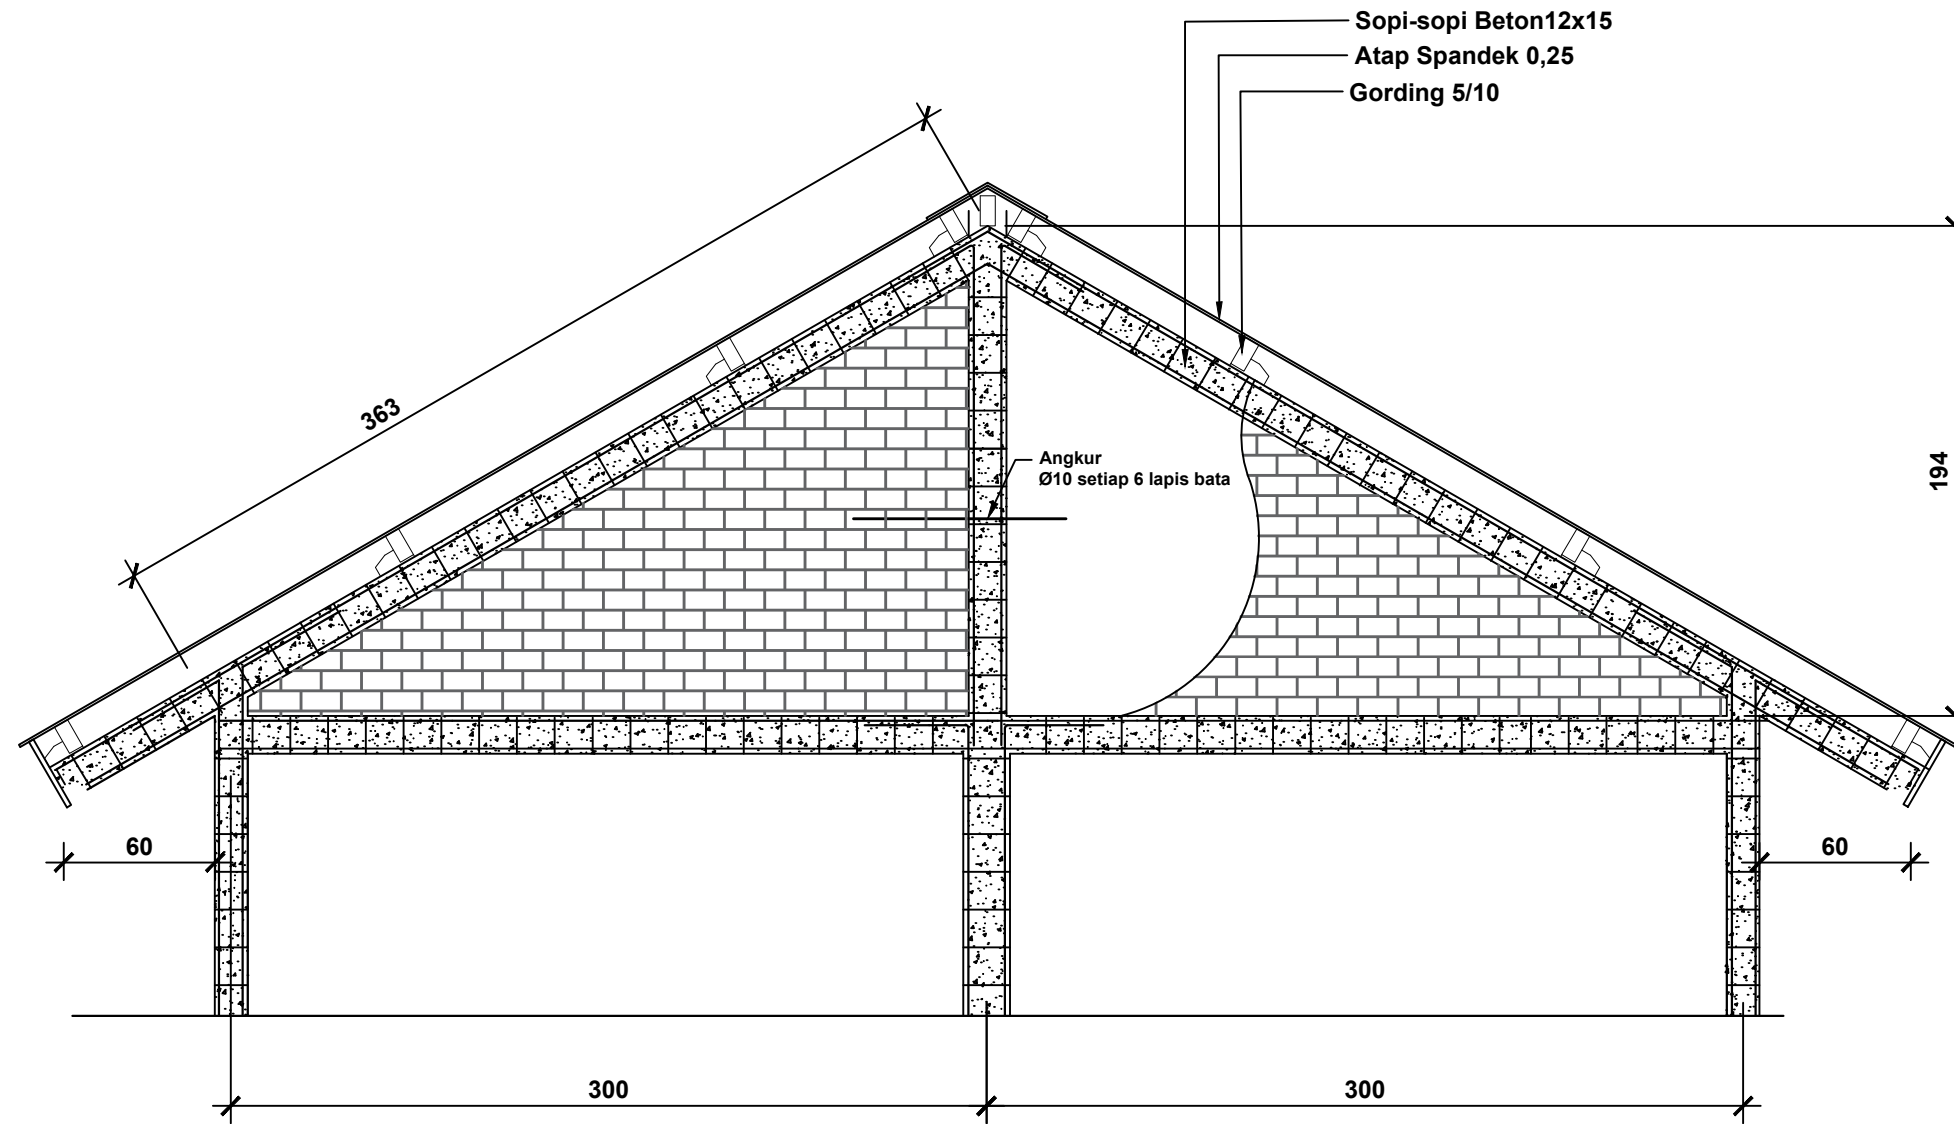 Sopi-sopi Beton12x15
Atap Spandek 0,25
Gording 5/10
363
194
Angkur
Ø10 setiap 6 lapis bata
60
60
300
300